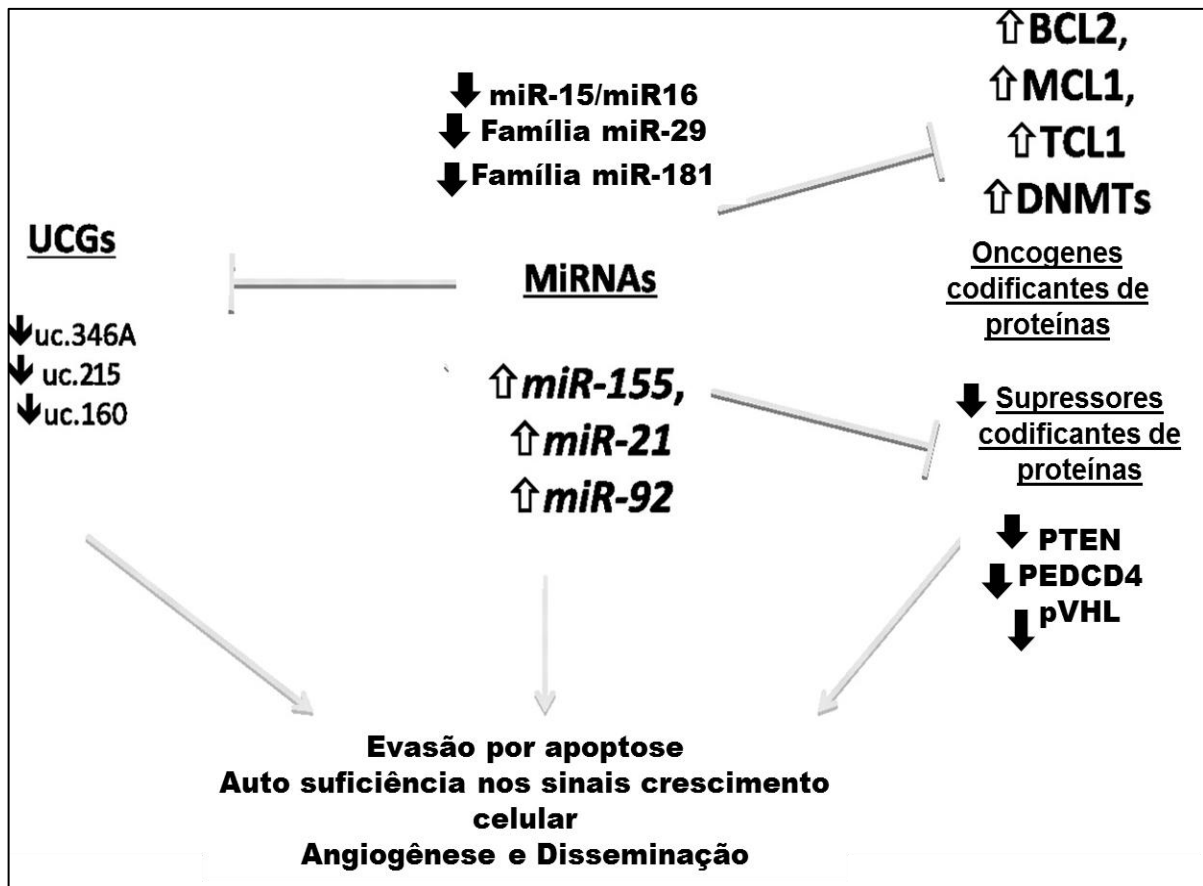 ⇧BCL2,
⇧MCL1,
⇧TCL1
⇧DNMTs
Oncogenes
codificantes de
proteínas
⬇ miR-15/miR16
⬇ Família miR-29
⬇ Família miR-181
UCGs
⬇uc.346A
⬇ uc.215
⬇uc.160
MiRNAs
⇧miR-155,
⇧miR-21
⇧miR-92
⬇ Supressores
codificantes de
proteínas
⬇ PTEN
⬇ PEDCD4
⬇ pVHL
Evasão por apoptose
Auto suficiência nos sinais crescimento
celular
Angiogênese e Disseminação